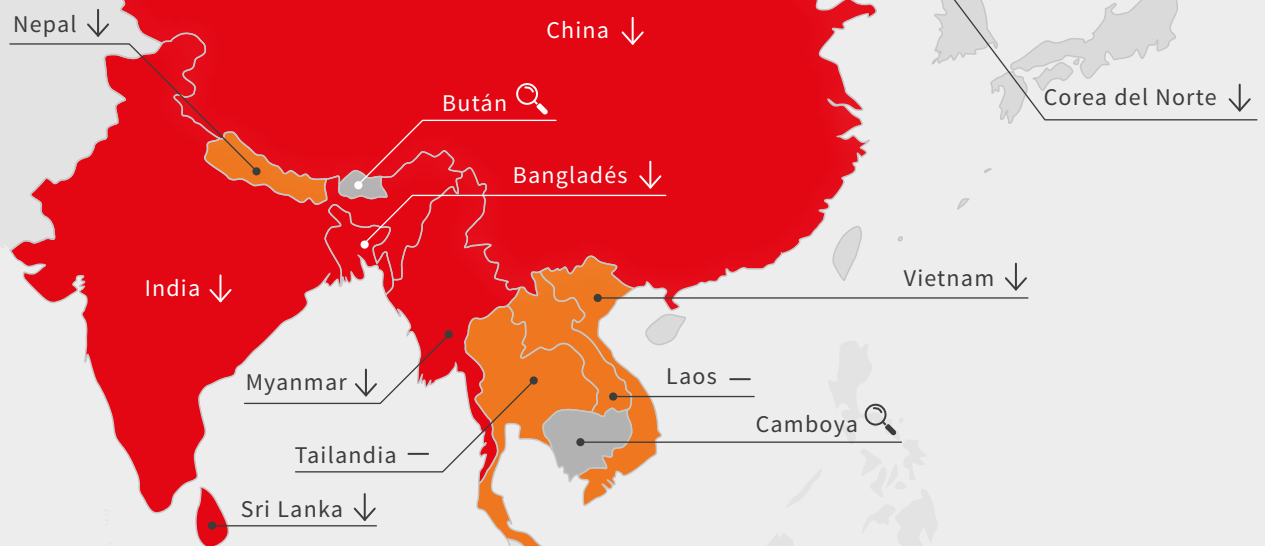 Nepal
China
Bután
Corea del Norte
Bangladés
India
Vietnam
Myanmar
Laos
Camboya
Tailandia
Sri Lanka